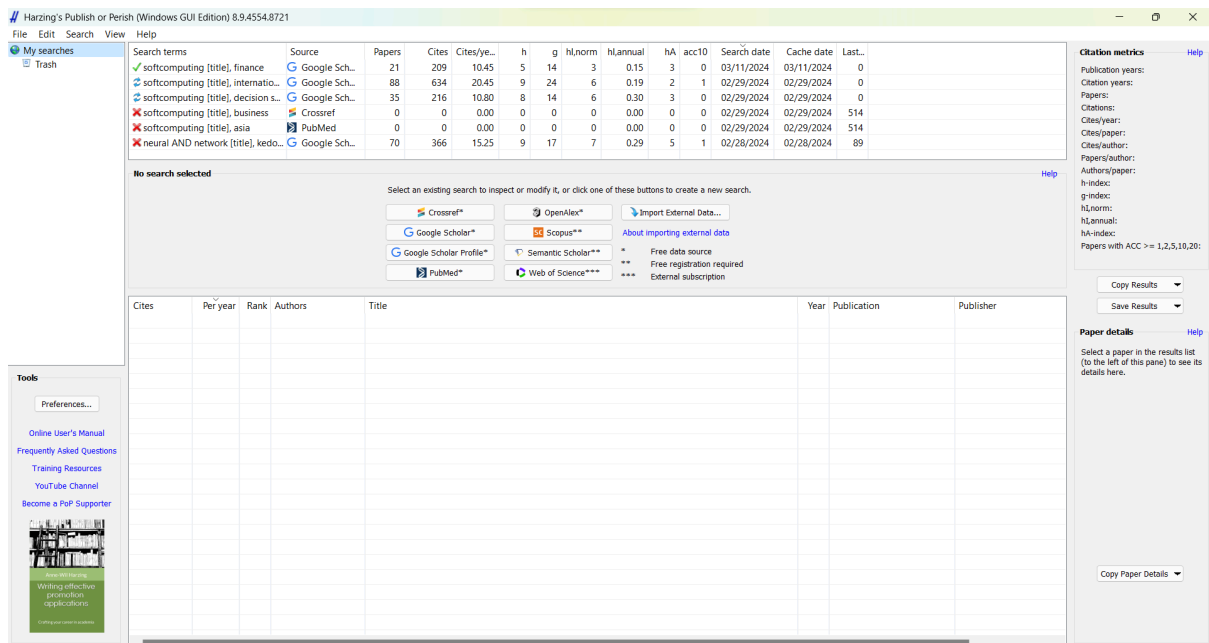 Harzing's Publish or Perish (Windows GUI Edition) 8.9.4554.8721
File Edit Search View Help
My searches
Trash
Search terms Source Papers Cites Cites/ye... h g hI,norm hI,annual hA acc10 Search date Cache date Last...
softcomputing [title], finance Google Sch... 21 209 10.45 5 14 3 0.15 3 0 03/11/2024 03/11/2024 0
softcomputing [title], internatio... Google Sch... 88 634 20.45 9 24 6 0.19 2 1 02/29/2024 02/29/2024 0
softcomputing [title], decision s... Google Sch... 35 216 10.80 8 14 6 0.30 3 0 02/29/2024 02/29/2024 0
softcomputing [title], business Crossref 0 0 0.00 0 0 0 0.00 0 0 02/29/2024 02/29/2024 514
softcomputing [title], asia PubMed 0 0 0.00 0 0 0 0.00 0 0 02/29/2024 02/29/2024 514
neural AND network [title], kedo... Google Sch... 70 366 15.25 9 17 7 0.29 5 1 02/28/2024 02/28/2024 89
No search selected Help
Select an existing search to inspect or modify it, or click one of these buttons to create a new search.
Crossref* OpenAlex* Import External Data...
Google Scholar* Scopus** About importing external data
Google Scholar Profile* Semantic Scholar** * Free data source
** Free registration required
PubMed* Web of Science*** *** External subscription
Cites Per year Rank Authors Title Year Publication Publisher
Citation metrics Help
Publication years:
Citation years:
Papers:
Citations:
Cites/year:
Cites/paper:
Cites/author:
Papers/author:
Authors/paper:
h-index:
g-index:
hI,norm:
hI,annual:
hA-index:
Papers with ACC >= 1,2,5,10,20:
Copy Results
Save Results
Paper details Help
Select a paper in the results list
(to the left of this pane) to see its
details here.
Copy Paper Details
Tools
Preferences...
Online User's Manual
Frequently Asked Questions
Training Resources
YouTube Channel
Become a PoP Supporter
Anne-Wil Harzing
Writing effective
promotion
applications
Crafting your career in academia